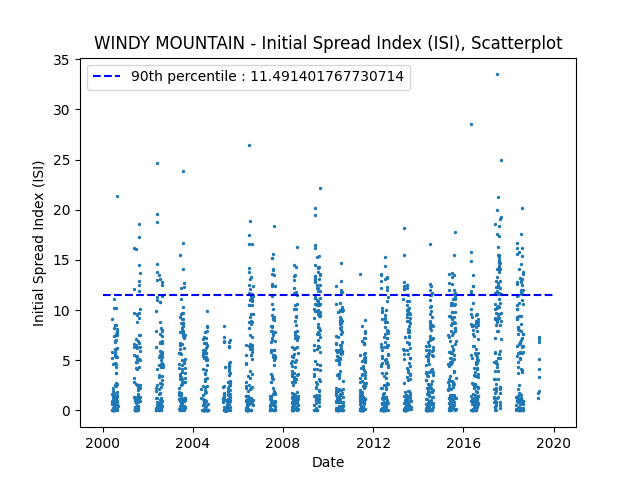 WINDY MOUNTAIN - Initial Spread Index (ISI), Scatterplot
90th percentile : 11.491401767730714
Initial Spread Index (ISI)
35
30
25
20
15
10
5
0
2000 2004 2008 2012 2016 2020
Date